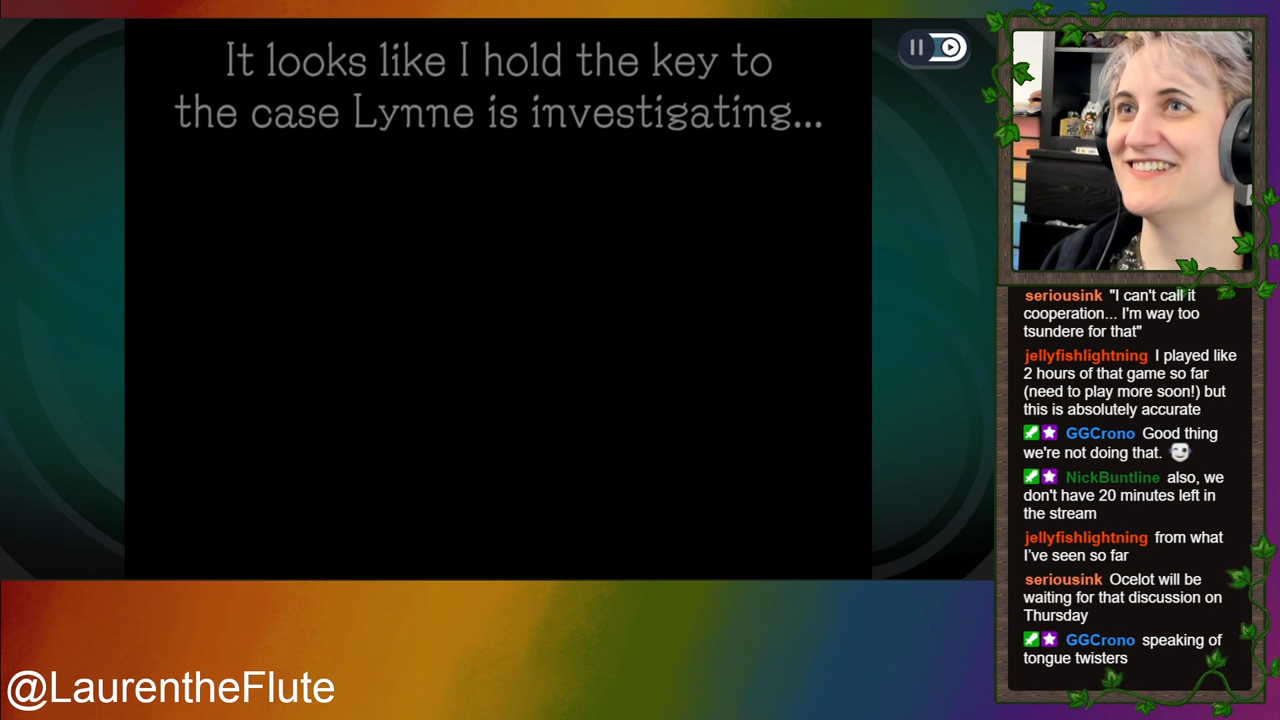 It looks like I hold the key to
the case Lynne is investigating...
seriousink "I can't call it
cooperation... I'm way too
tsundere for that"
jellyfishlightning I played like
2 hours of that game so far
(need to play more soon!) but
this is absolutely accurate
GGCrono Good thing
we're not doing that.
NickBuntline also, we
don't have 20 minutes left in
the stream
jellyfishlightning from what
I've seen so far
seriousink Ocelot will be
waiting for that discussion on
Thursday
GGCrono speaking of
tongue twisters
@LaurentheFlute